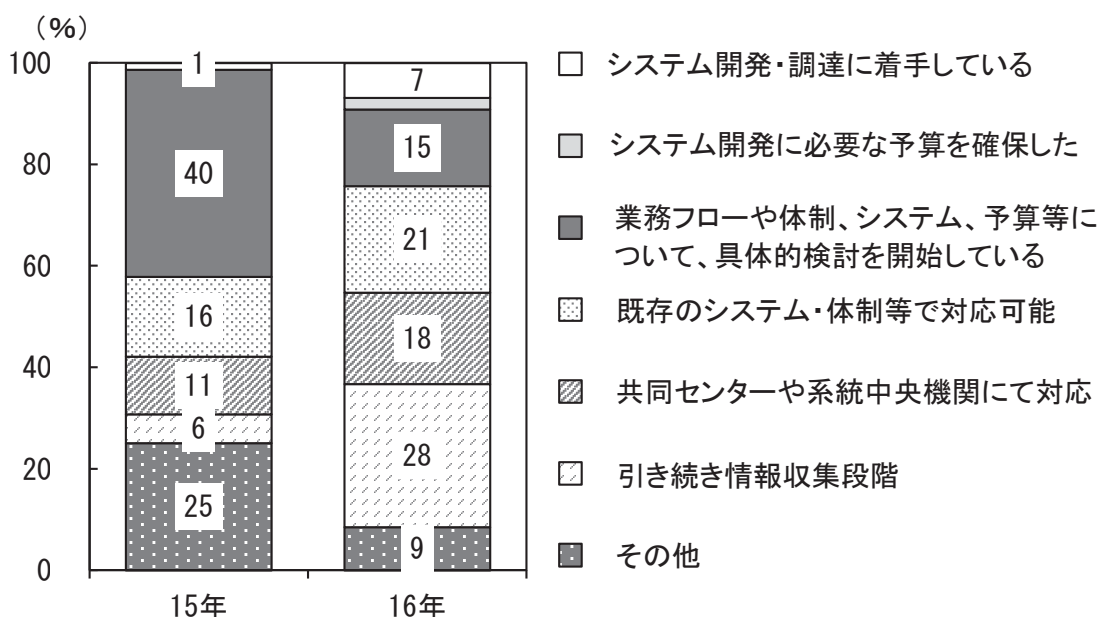 (%)
100
80
60
40
20
0
1
40
16
11
6
25
7
15
21
18
28
9
15年
16年
システム開発・調達に着手している
システム開発に必要な予算を確保した
業務フローや体制、システム、予算等に
ついて、具体的検討を開始している
既存のシステム・体制等で対応可能
共同センターや系統中央機関にて対応
引き続き情報収集段階
その他